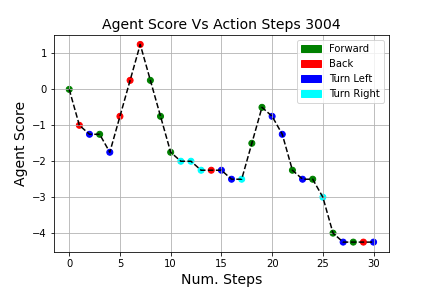 Agent Score Vs Action Steps 3004
Forward
Back
Turn Left
Turn Right
Agent Score
1
0
−1
−2
−3
−4
0 5 10 15 20 25 30
Num. Steps